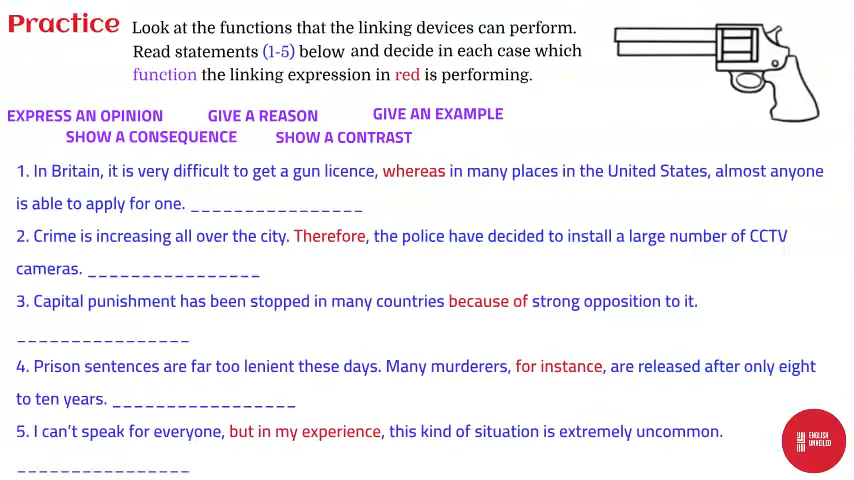 Practice
Look at the functions that the linking devices can perform.
Read statements (1-5) below and decide in each case which
function the linking expression in red is performing.
EXPRESS AN OPINION GIVE A REASON GIVE AN EXAMPLE
SHOW A CONSEQUENCE SHOW A CONTRAST
1. In Britain, it is very difficult to get a gun licence, whereas in many places in the United States, almost anyone
is able to apply for one. ________________
2. Crime is increasing all over the city. Therefore, the police have decided to install a large number of CCTV
cameras. ________________
3. Capital punishment has been stopped in many countries because of strong opposition to it.
________________
4. Prison sentences are far too lenient these days. Many murderers, for instance, are released after only eight
to ten years. _________________
5. I can't speak for everyone, but in my experience, this kind of situation is extremely uncommon.
________________
ENGLISH
UNVEILED